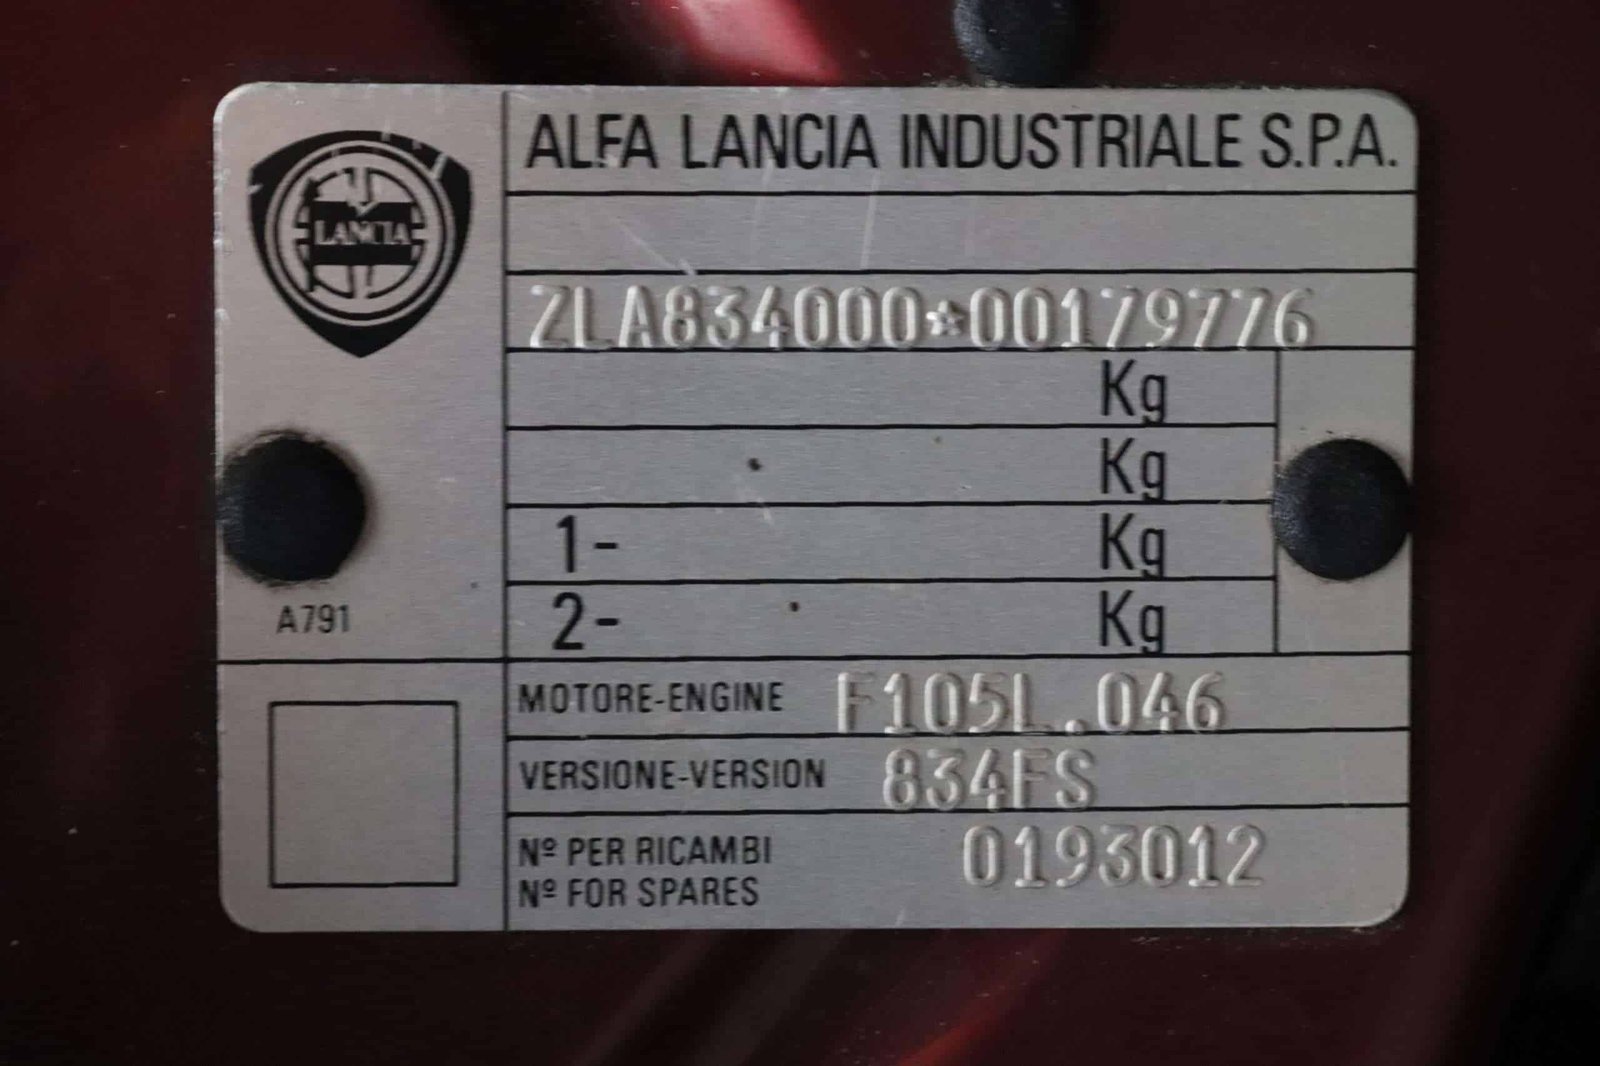 ALFA LANCIA INDUSTRIALE S.P.A.
LANCIA
ZLA834000*00179776
Kg
Kg
1- Kg
2- Kg
A791
MOTORE-ENGINE F105L..046
VERSIONE-VERSION 834FS
Nº PER RICAMBI 0193012
Nº FOR SPARES